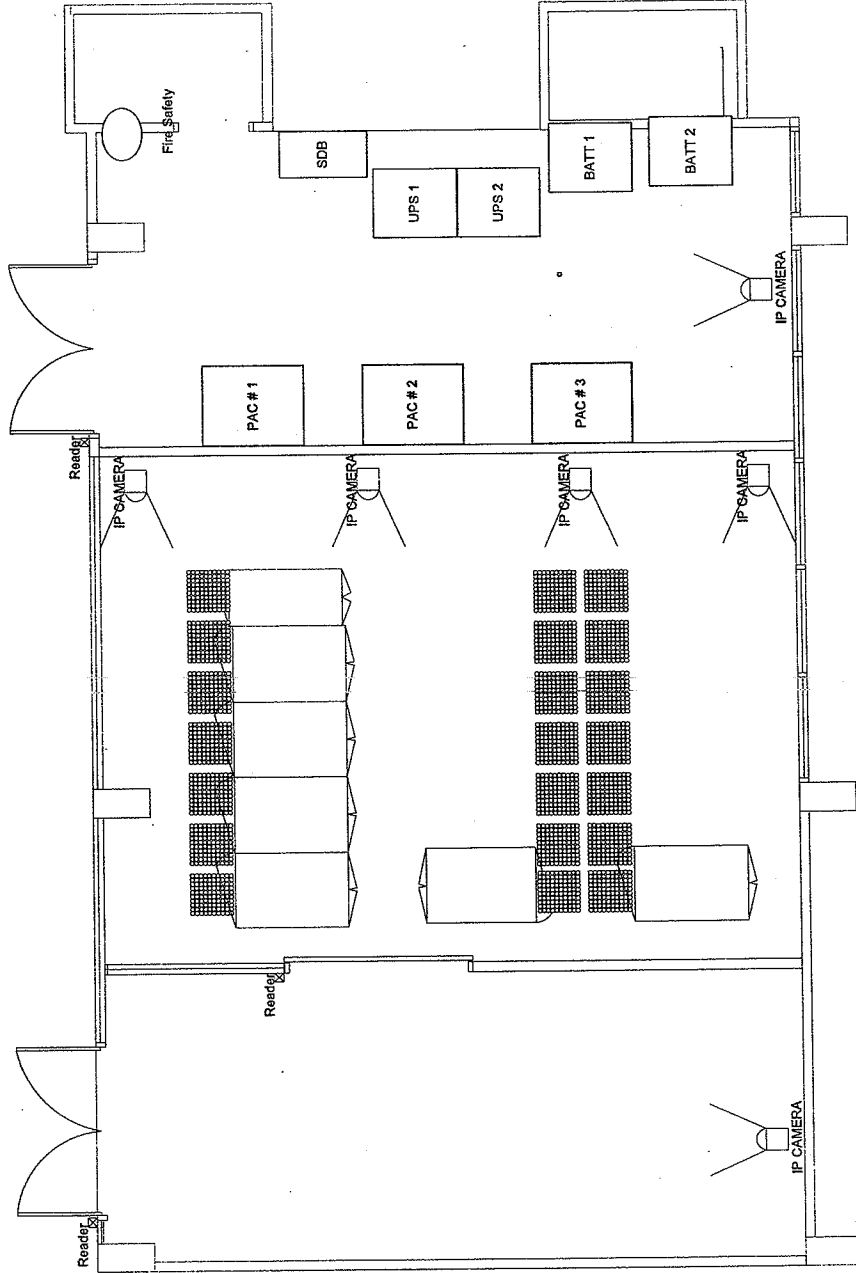 Fire Safety
SDB
UPS 1
UPS 2
BATT 1
BATT 2
IP CAMERA
PAC # 1
PAC # 2
PAC # 3
Reader
IP CAMERA
IP CAMERA
IP CAMERA
IP CAMERA
Reader
Reader
IP CAMERA